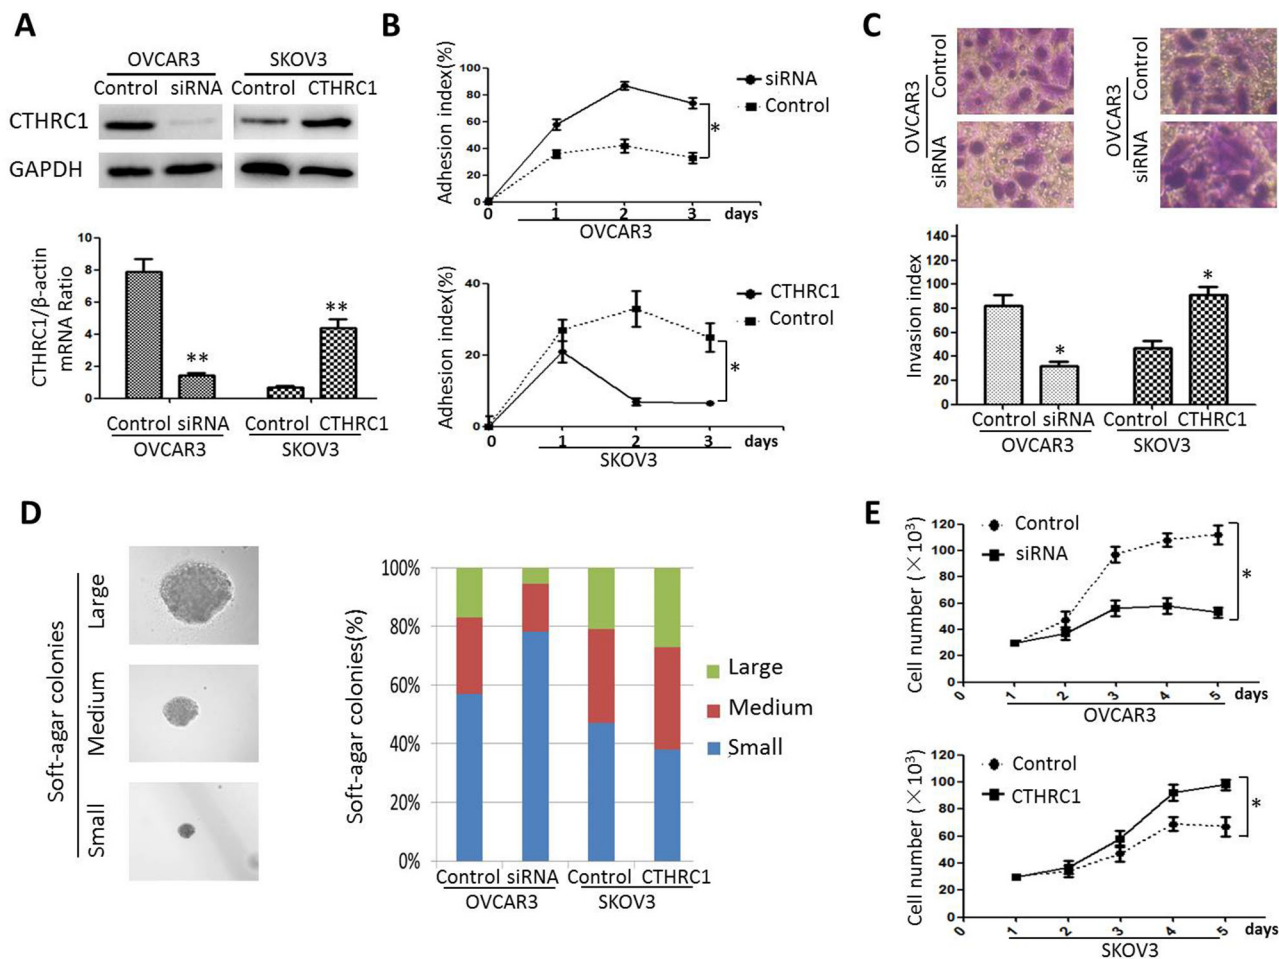 A
OVCAR3 SKOV3
Control siRNA Control CTHRC1
CTHRC1
GAPDH
CTHRC1/β-actin
mRNA Ratio
10
8
6
4
2
0
** **
Control siRNA Control CTHRC1
OVCAR3 SKOV3
B
Adhesion index(%)
100
80
60
40
20
0
siRNA
Control
*
0 1 2 3 days
OVCAR3
Adhesion index(%)
40
20
0
CTHRC1
Control
*
0 1 2 3 days
SKOV3
C
OVCAR3
Control
siRNA
OVCAR3
Control
siRNA
Invasion index
140
120
100
80
60
40
20
0
* *
Control siRNA Control CTHRC1
OVCAR3 SKOV3
D
Soft-agar colonies
Large
Medium
Small
Soft-agar colonies(%)
100%
80%
60%
40%
20%
0%
Large
Medium
Small
Control siRNA Control CTHRC1
OVCAR3 SKOV3
E
Cell number (×10³)
120
100
80
60
40
20
0
Control
siRNA
*
0 1 2 3 4 5 days
OVCAR3
Cell number (×10³)
120
100
80
60
40
20
0
Control
CTHRC1
*
0 1 2 3 4 5 days
SKOV3